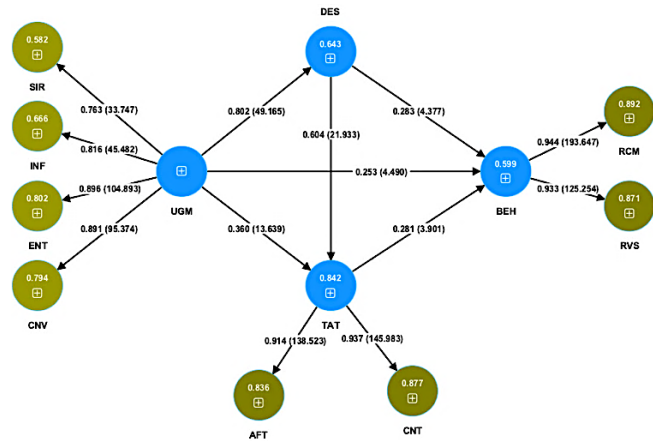 DES
0.582
SIR
0.643
0.763 (33.747)
0.802 (49.165)
0.283 (4.377)
0.892
RCM
0.666
INF
0.816 (45.482)
0.604 (21.933)
0.944 (193.647)
0.802
ENT
0.896 (104.893)
UGM
0.253 (4.490)
0.599
BEH
0.933 (125.254)
0.871
RVS
0.891 (95.374)
0.360 (13.639)
0.281 (3.901)
0.794
CNV
0.842
TAT
0.914 (138.523)
0.937 (145.983)
0.836
AFT
0.877
CNT